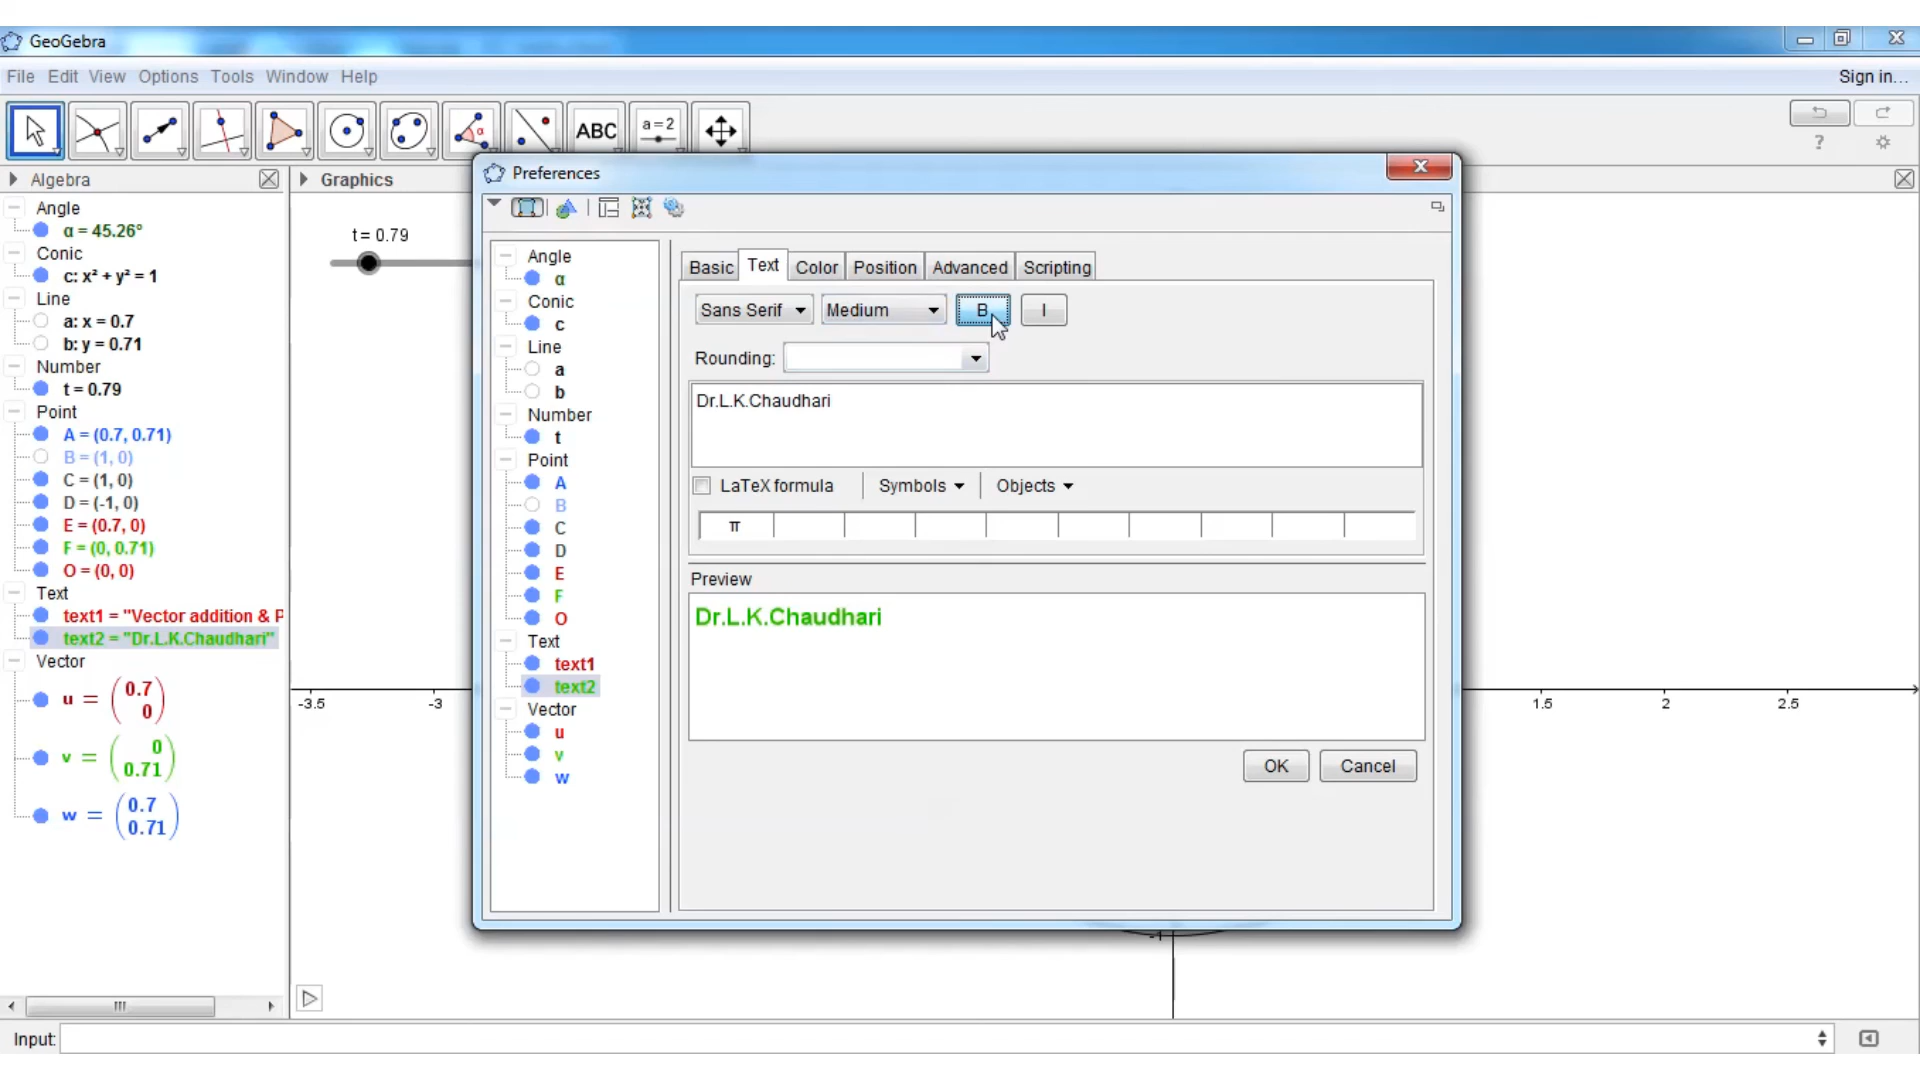 GeoGebra
File Edit View Options Tools Window Help
Sign in...
ABC
a=2
?
Algebra
Graphics
Angle
α = 45.26°
Conic
c: x² + y² = 1
Line
a: x = 0.7
b: y = 0.71
Number
t = 0.79
Point
A = (0.7, 0.71)
B = (1, 0)
C = (1, 0)
D = (-1, 0)
E = (0.7, 0)
F = (0, 0.71)
O = (0, 0)
Text
text1 = "Vector addition & P
text2 = "Dr.L.K.Chaudhari"
Vector
u = (0.7
0)
v = (0
0.71)
w = (0.7
0.71)
t = 0.79
-3.5 -3
Preferences
Angle
α
Conic
c
Line
a
b
Number
t
Point
A
B
C
D
E
F
O
Text
text1
text2
Vector
u
v
w
Basic Text Color Position Advanced Scripting
Sans Serif Medium B I
Rounding:
Dr.L.K.Chaudhari
LaTeX formula Symbols Objects
π
Preview
Dr.L.K.Chaudhari
OK Cancel
1.5 2 2.5
-1
Input: